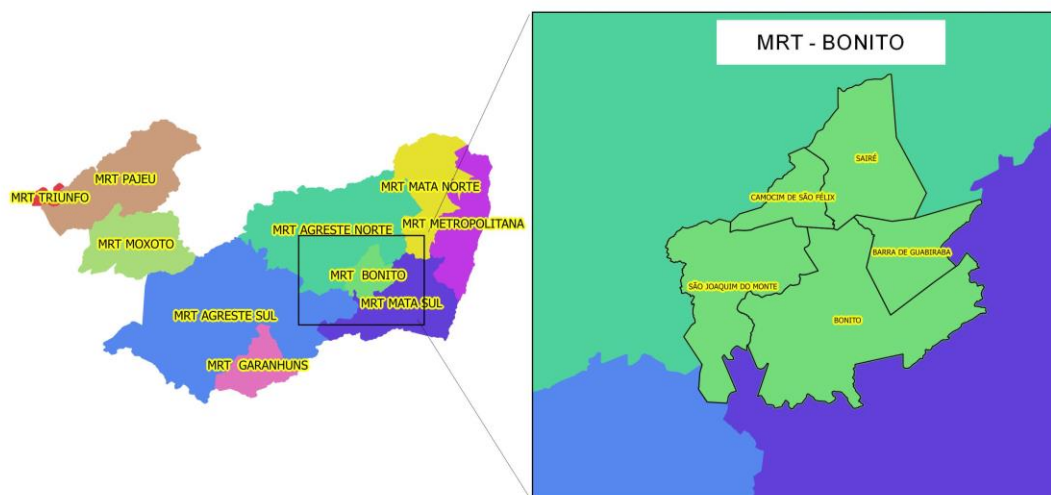 MRT PAJEU
MRT TRIUNFO
MRT MOXOTO
MRT MATA NORTE
MRT METROPOLITANA
MRT AGRESTE NORTE
MRT BONITO
MRT MATA SUL
MRT AGRESTE SUL
MRT GARANHUNS
MRT - BONITO
SAIRÉ
CAMOCIM DE SÃO FÉLIX
BARRA DE GUABIRABA
SÃO JOAQUIM DO MONTE
BONITO